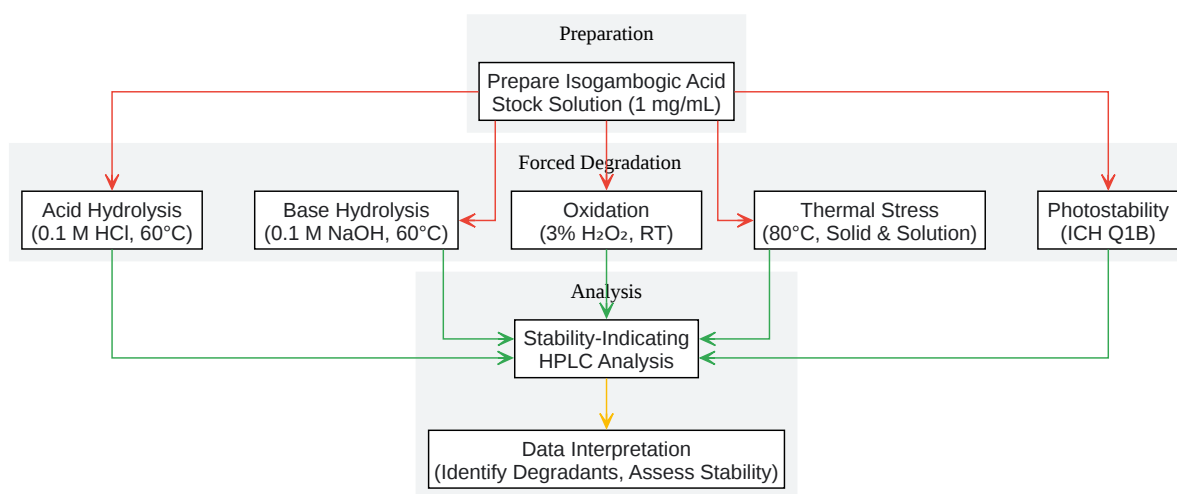 Preparation
Prepare Isogambogic Acid
Stock Solution (1 mg/mL)
Forced Degradation
Acid Hydrolysis
(0.1 M HCl, 60°C)
Base Hydrolysis
(0.1 M NaOH, 60°C)
Oxidation
(3% H₂O₂, RT)
Thermal Stress
(80°C, Solid & Solution)
Photostability
(ICH Q1B)
Analysis
Stability-Indicating
HPLC Analysis
Data Interpretation
(Identify Degradants, Assess Stability)